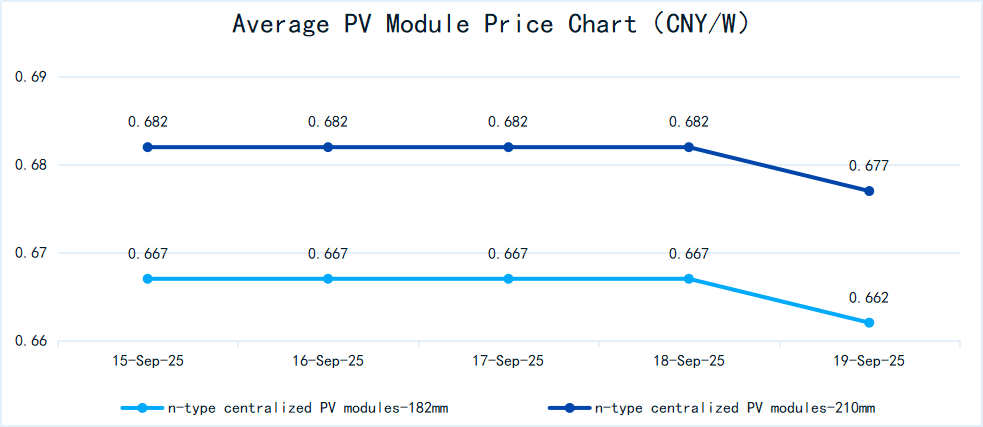 Average PV Module Price Chart (CNY/W)
0.69
0.682 0.682 0.682 0.682
0.68
0.677
0.67
0.667 0.667 0.667 0.667
0.662
0.66
15-Sep-25 16-Sep-25 17-Sep-25 18-Sep-25 19-Sep-25
n-type centralized PV modules-182mm n-type centralized PV modules-210mm